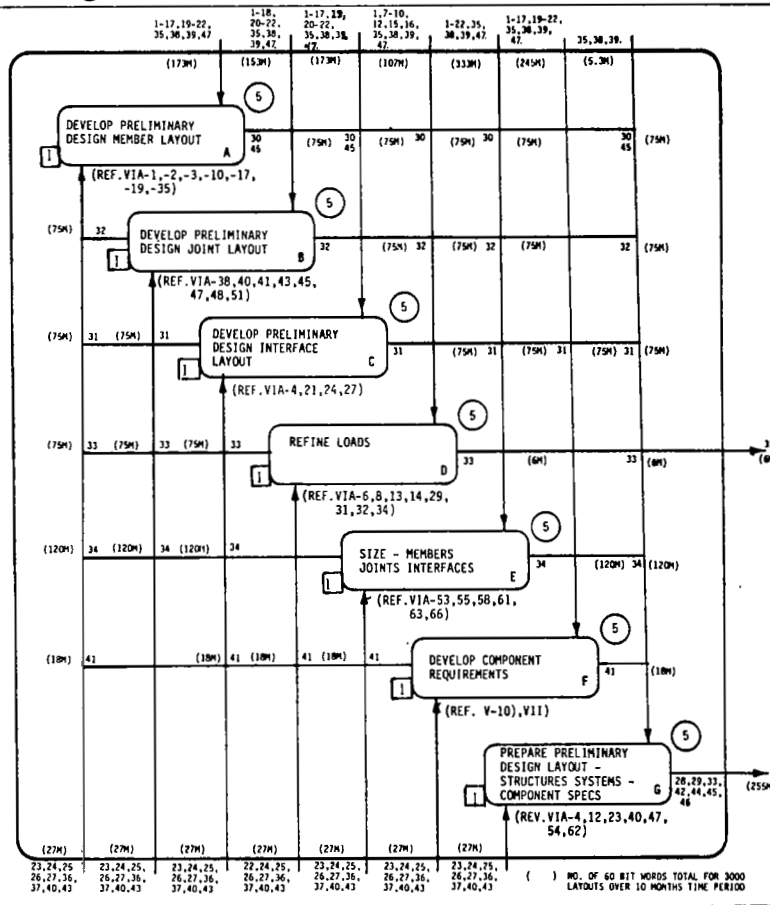 1-17,19-22,
35,38,39,47
1-18,
20-22,
35,38,
39,47
1-17,19,
20-22,
35,38,39,
47.
1,7-10,
12,15,16,
35,38,39,
47.
1-22,35,
38,39,47.
1-17,19-22,
35,38,39,
47.
35,38,39.
(173M) (153M) (173M) (107M) (333M) (245M) (5.3M)
5
DEVELOP PRELIMINARY
DESIGN MEMBER LAYOUT
A
1
30
45
(75M)
30
45
(75M) 30 (75M) 30 (75M)
30
45
(75M)
(REF.VIA-1,-2,-3,-10,-17,
-19,-35)
5
(75M) 32
DEVELOP PRELIMINARY
DESIGN JOINT LAYOUT
B
1
32 (75M) 32 (75M) 32 (75M) 32 (75M)
(REF.VIA-38,40,41,43,45,
47,48,51)
5
(75M) 31 (75M) 31
DEVELOP PRELIMINARY
DESIGN INTERFACE
LAYOUT
C
1
31 (75M) 31 (75M) 31 (75M) 31 (75M)
(REF.VIA-4,21,24,27)
5
(75M) 33 (75M) 33 (75M) 33
REFINE LOADS
D
1
33 (6M) 33 (6M)
(REF.VIA-6,8,13,14,29,
31,32,34)
5
(120M) 34 (120M) 34 (120M) 34
SIZE - MEMBERS
JOINTS INTERFACES
E
1
34 (120M) 34 (120M)
(REF.VIA-53,55,58,61,
63,66)
5
(18M) 41 (18M) 41 (18M) 41 (18M) 41
DEVELOP COMPONENT
REQUIREMENTS
F
1
41 (18M)
(REF. V-10),VII)
5
PREPARE PRELIMINARY
DESIGN LAYOUT -
STRUCTURES SYSTEMS -
COMPONENT SPECS
G
1
28,29,33,
42,44,45,
46
(255M
(REV.VIA-4,12,23,40,47,
54,62)
(27M) (27M) (27M) (27M) (27M) (27M)
23,24,25
26,27,36,
37,40,43
23,24,25,
26,27,36,
37,40,43
23,24,25,
26,27,36,
37,40,43
23,24,25,
26,27,36,
37,40,43
23,24,25,
26,27,36,
37,40,43
23,24,25,
26,27,36,
37,40,43
( ) NO. OF 60 BIT WORDS TOTAL FOR 3000
LAYOUTS OVER 10 MONTHS TIME PERIOD